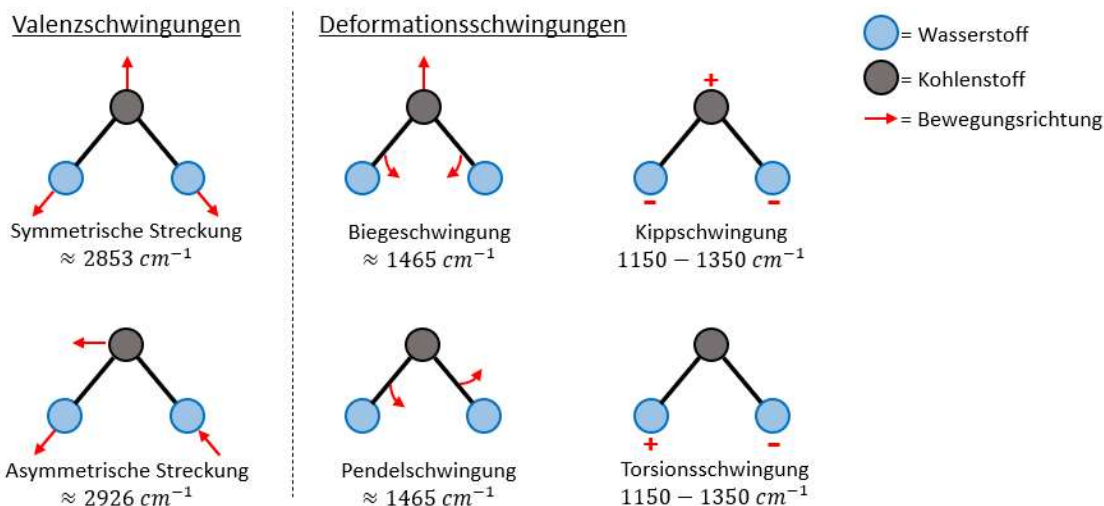 Valenzschwingungen
Deformationsschwingungen
= Wasserstoff
= Kohlenstoff
= Bewegungsrichtung
+
- -
Symmetrische Streckung
≈ 2853 cm⁻¹
Biegeschwingung
≈ 1465 cm⁻¹
Kippschwingung
1150 − 1350 cm⁻¹
+ -
Asymmetrische Streckung
≈ 2926 cm⁻¹
Pendelschwingung
≈ 1465 cm⁻¹
Torsionsschwingung
1150 − 1350 cm⁻¹